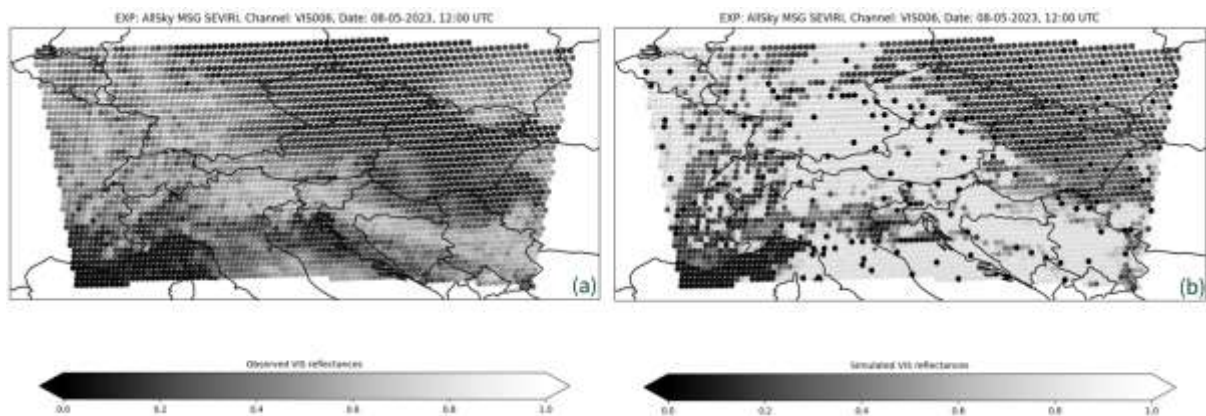 EXP: AllSky MSG SEVIRI, Channel: VIS006, Date: 08-05-2023, 12:00 UTC
(a)
Observed VIS reflectances
0.0 0.2 0.4 0.6 0.8 1.0
EXP: AllSky MSG SEVIRI, Channel: VIS006, Date: 08-05-2023, 12:00 UTC
(b)
Simulated VIS reflectances
0.0 0.2 0.4 0.6 0.8 1.0